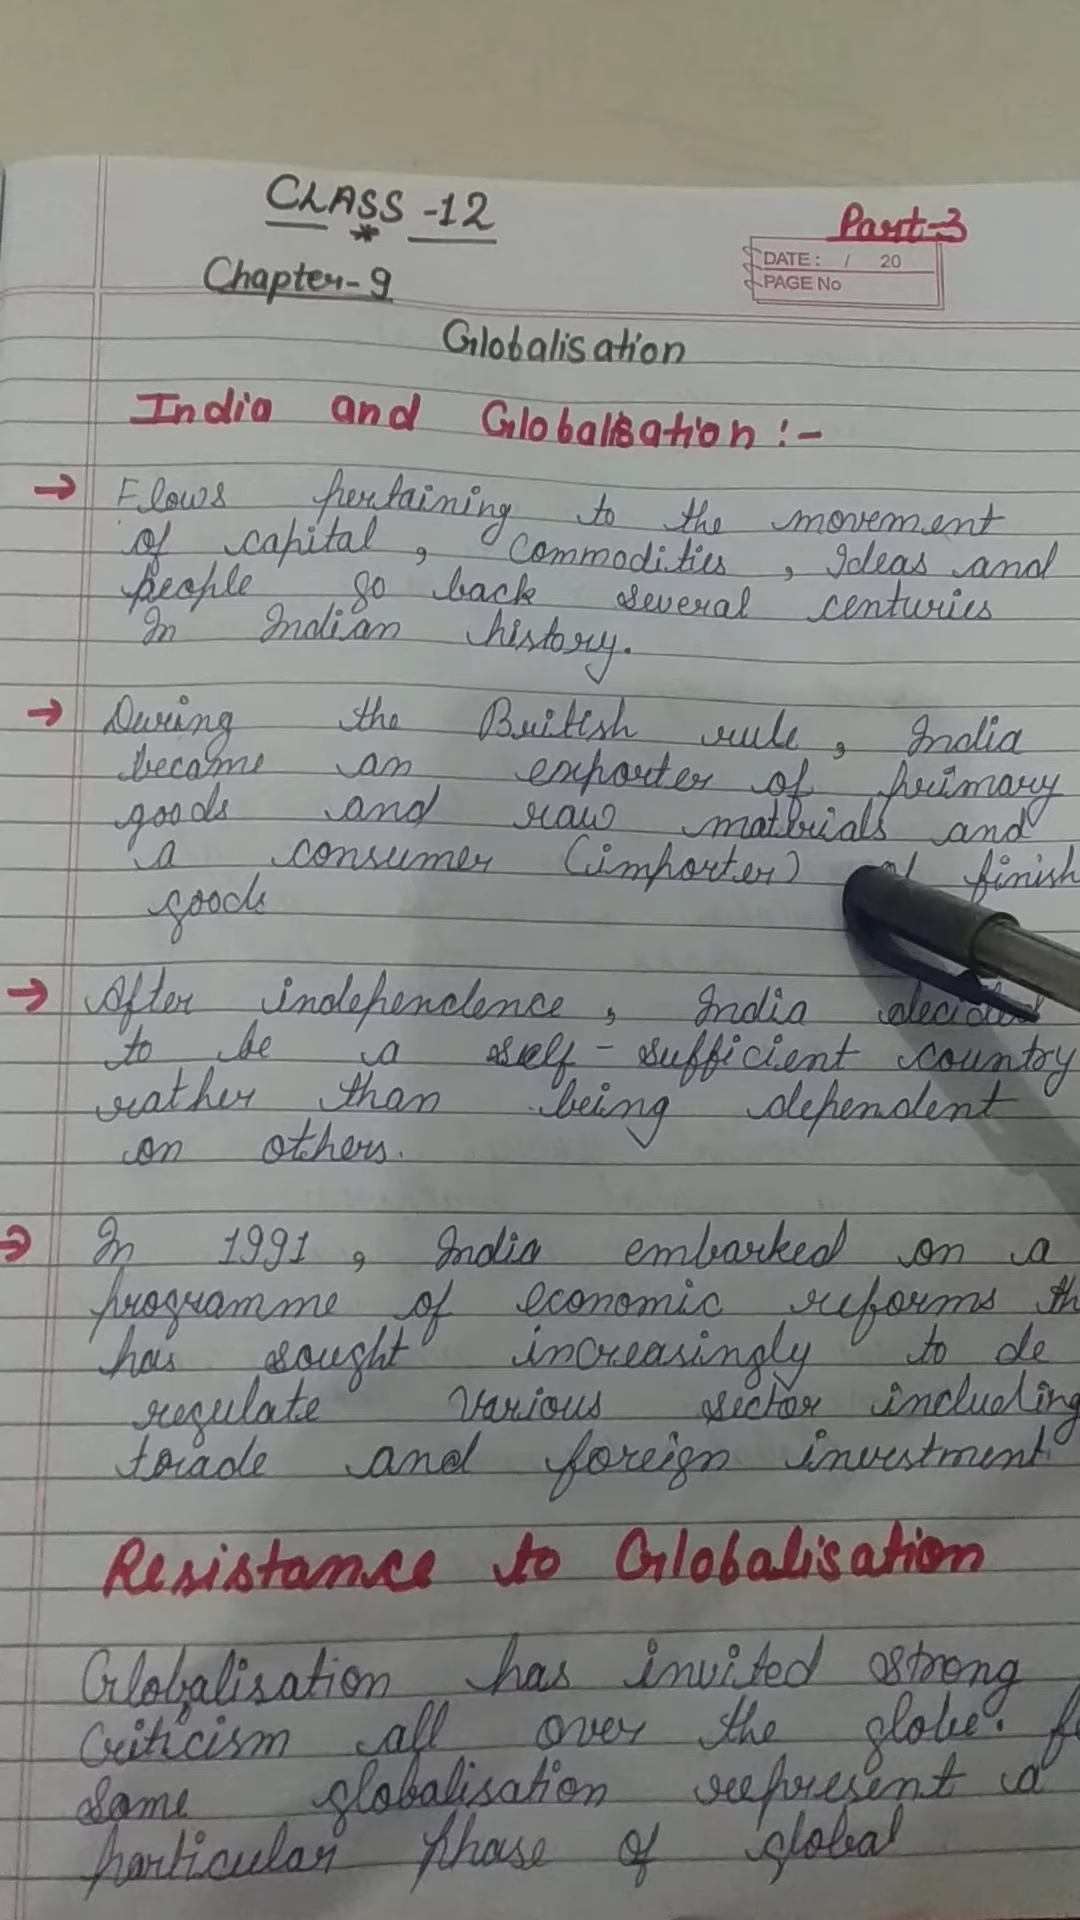 CLASS -12
Part-3
DATE: / 20
PAGE No
Chapter-9
Globalisation
India and Globalisation :-
→ Flows pertaining to the movement
of capital, Commodities, Ideas and
people go back several centuries
In Indian history.
→ During the British rule, India
became an exporter of primary
goods and raw materials and
a consumer (importer) finish
goods
→ After independence, India decided
to be a self-sufficient country
rather than being dependent
on others.
→ In 1991, India embarked on a
programme of economic reforms th
has sought increasingly to de
regulate various sector including
trade and foreign investment
Resistance to Globalisation
Globalisation has invited strong
Criticism all over the globe.
Some globalisation represent a
particular phase of global